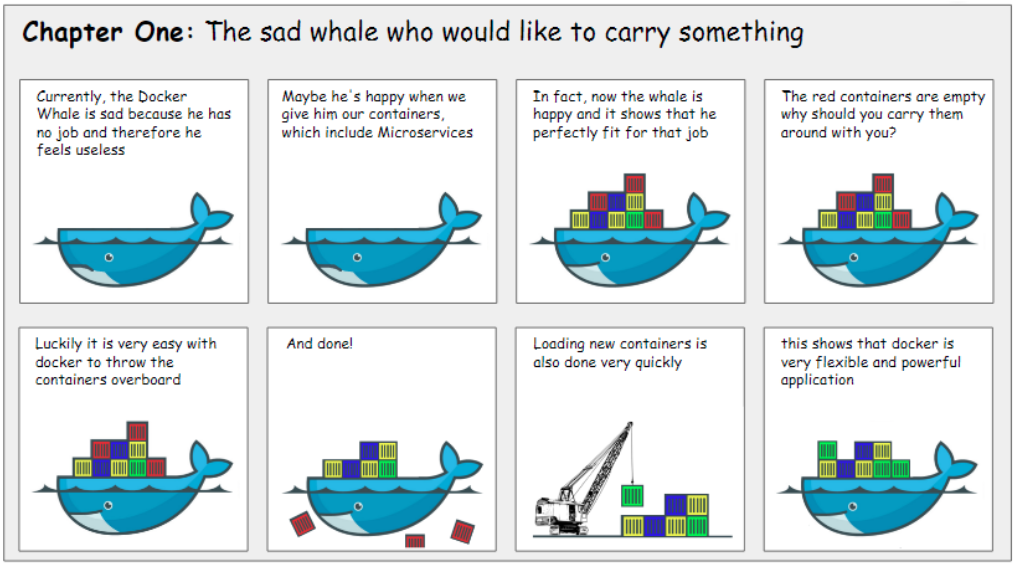 Chapter One: The sad whale who would like to carry something
Currently, the Docker
Whale is sad because he has
no job and therefore he
feels useless
Maybe he's happy when we
give him our containers,
which include Microservices
In fact, now the whale is
happy and it shows that he
perfectly fit for that job
The red containers are empty
why should you carry them
around with you?
Luckily it is very easy with
docker to throw the
containers overboard
And done!
Loading new containers is
also done very quickly
this shows that docker is
very flexible and powerful
application